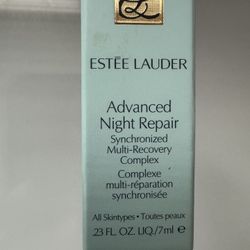 ESTĒE LAUDER
Advanced
Night Repair
Synchronized
Multi-Recovery
Complex
Complexe
multi-réparation
synchronisée
All Skintypes • Toutes peaux
.23 FL. OZ. LIQ./7ml e